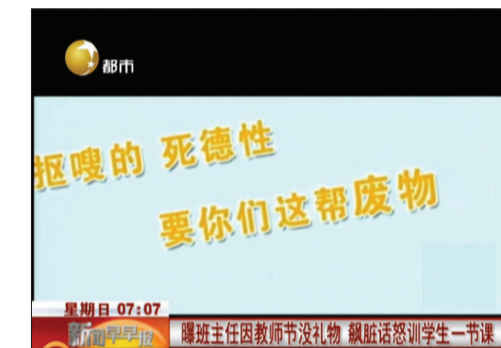 都市
抠嗖的 死德性
要你们这帮废物
星期日 07:07
新闻早早报
曝班主任因教师节没礼物 飙脏话怒训学生一节课